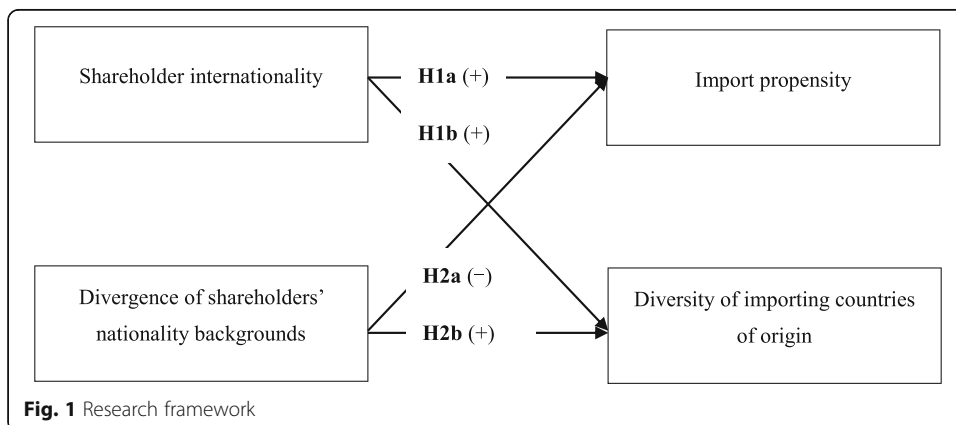 Shareholder internationality
H1a (+)
Import propensity
H1b (+)
Divergence of shareholders’
nationality backgrounds
H2a (−)
H2b (+)
Diversity of importing countries
of origin
Fig. 1 Research framework